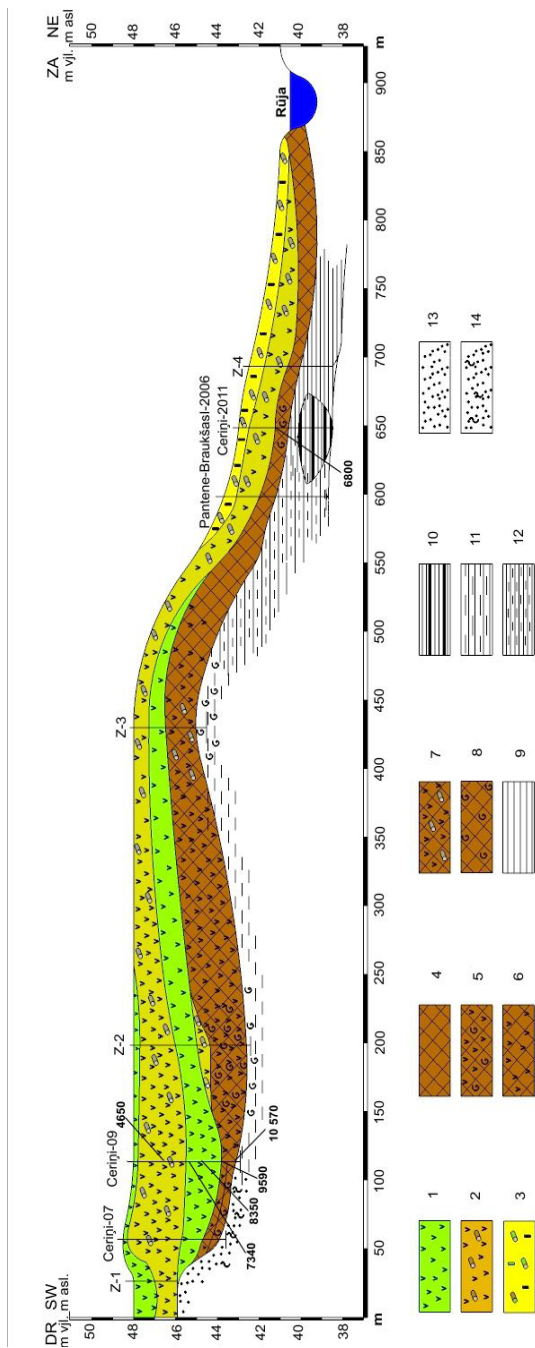 DR SW
m vjl. m asl.
50
48
46
44
42
40
38
ZA NE
m vjl. m asl
50
48
46
44
42
40
38
Z-1
Ceriņi-07
Ceriņi-09
Z-2
Z-3
Pantene-Braukšasl-2006
Ceriņi-2011
Z-4
Rūja
4650
7340
8350
9590
10 570
6800
m 50 100 150 200 250 300 350 400 450 500 550 600 650 700 750 800 850 900 m
1 4 7 10 13
2 5 8 11 14
3 6 9 12